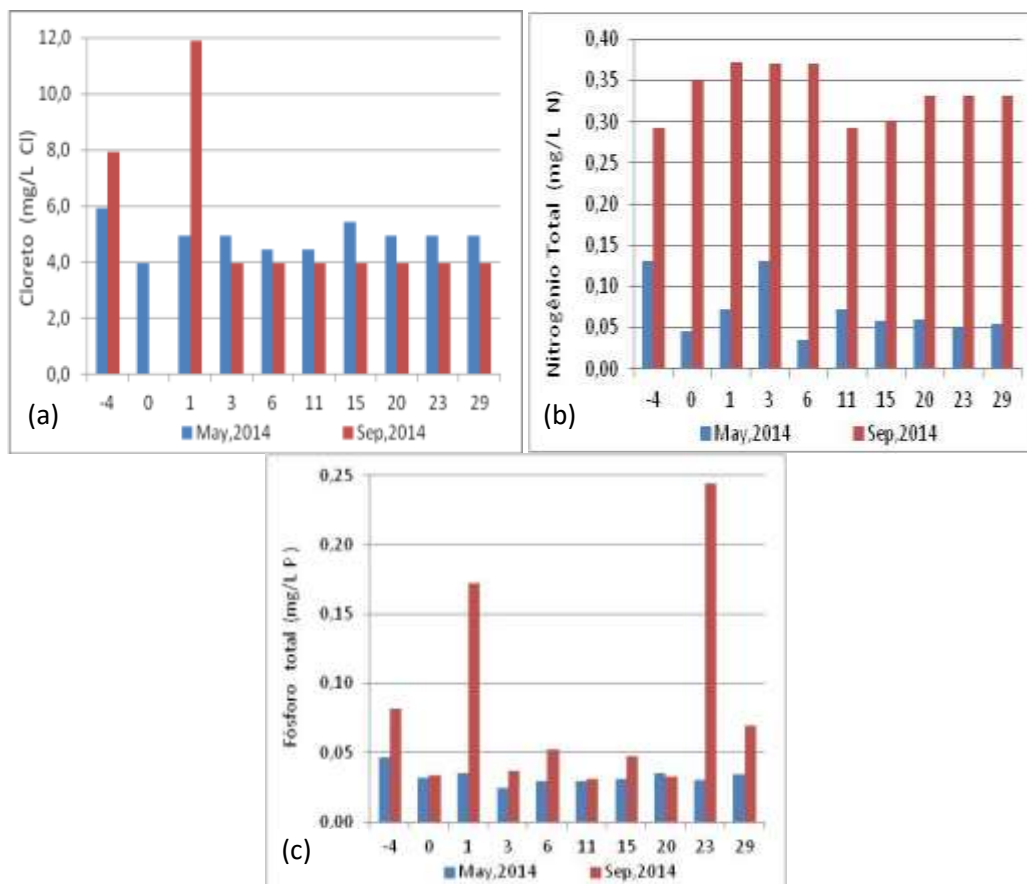 Cloreto (mg/L Cl)
12,0
10,0
8,0
6,0
4,0
2,0
0,0
-4 0 1 3 6 11 15 20 23 29
May,2014 Sep,2014
(a)
Nitrogênio Total (mg/L N)
0,40
0,35
0,30
0,25
0,20
0,15
0,10
0,05
0,00
-4 0 1 3 6 11 15 20 23 29
May,2014 Sep,2014
(b)
Fósforo total (mg/L P)
0,25
0,20
0,15
0,10
0,05
0,00
-4 0 1 3 6 11 15 20 23 29
May,2014 Sep,2014
(c)